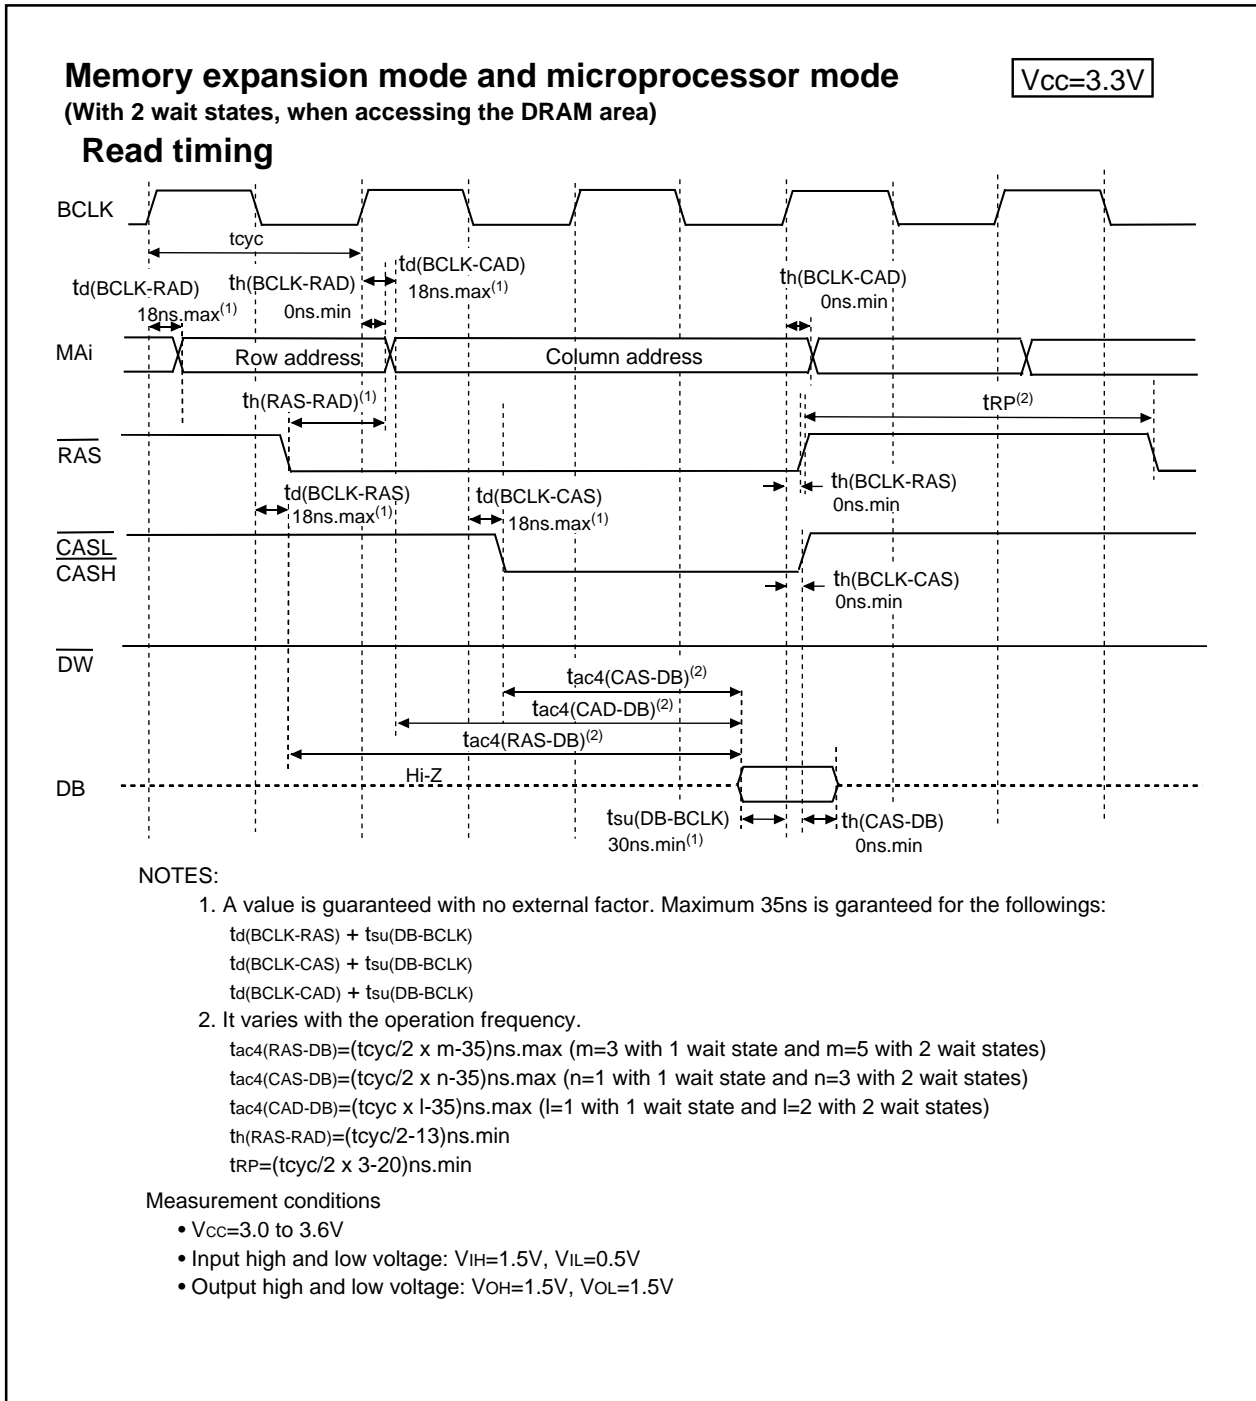 Memory expansion mode and microprocessor mode
Vcc=3.3V
(With 2 wait states, when accessing the DRAM area)
Read timing
BCLK
tcyc
td(BCLK-RAD)
18ns.max(1)
th(BCLK-RAD)
0ns.min
td(BCLK-CAD)
18ns.max(1)
th(BCLK-CAD)
0ns.min
MAi
Row address
Column address
th(RAS-RAD)(1)
tRP(2)
RAS
td(BCLK-RAS)
18ns.max(1)
td(BCLK-CAS)
18ns.max(1)
th(BCLK-RAS)
0ns.min
CASL
CASH
th(BCLK-CAS)
0ns.min
DW
tac4(CAS-DB)(2)
tac4(CAD-DB)(2)
tac4(RAS-DB)(2)
Hi-Z
DB
tsu(DB-BCLK)
30ns.min(1)
th(CAS-DB)
0ns.min
NOTES:
1. A value is guaranteed with no external factor. Maximum 35ns is garanteed for the followings:
td(BCLK-RAS) + tsu(DB-BCLK)
td(BCLK-CAS) + tsu(DB-BCLK)
td(BCLK-CAD) + tsu(DB-BCLK)
2. It varies with the operation frequency.
tac4(RAS-DB)=(tcyc/2 x m-35)ns.max (m=3 with 1 wait state and m=5 with 2 wait states)
tac4(CAS-DB)=(tcyc/2 x n-35)ns.max (n=1 with 1 wait state and n=3 with 2 wait states)
tac4(CAD-DB)=(tcyc x l-35)ns.max (l=1 with 1 wait state and l=2 with 2 wait states)
th(RAS-RAD)=(tcyc/2-13)ns.min
tRP=(tcyc/2 x 3-20)ns.min
Measurement conditions
• VCC=3.0 to 3.6V
• Input high and low voltage: VIH=1.5V, VIL=0.5V
• Output high and low voltage: VOH=1.5V, VOL=1.5V